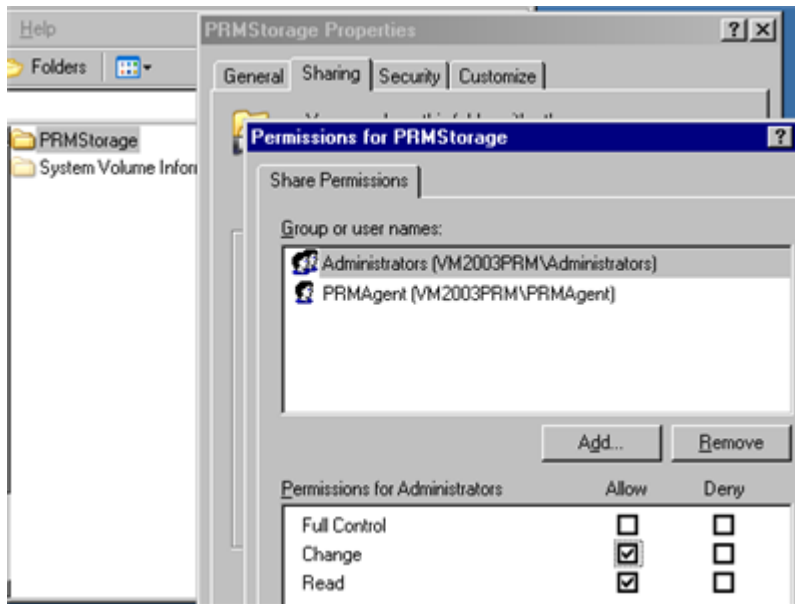 Help
PRMStorage Properties
? X
Folders
General Sharing Security Customize
PRMStorage
System Volume Infor
Permissions for PRMStorage
?
Share Permissions
Group or user names:
Administrators (VM2003PRM\Administrators)
PRMAgent (VM2003PRM\PRMAgent)
Add... Remove
Permissions for Administrators Allow Deny
Full Control
Change
Read